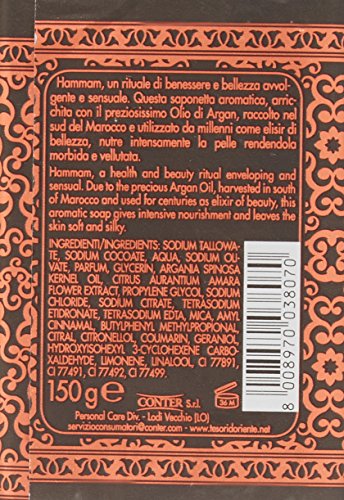 Hammam, un rituale di benessere e bellezza avvol-
gente e sensuale. Questa saponetta aromatica, arric-
chita con il preziosissimo Olio di Argan, raccolto nel
sud del Marocco e utilizzato da millenni come elisir di
bellezza, nutre intensamente la pelle rendendola
morbida e vellutata.
Hammam, a health and beauty ritual enveloping and
sensual. Due to the precious Argan Oil, harvested in south
of Marocco and used for centuries as elixir of beauty, this
aromatic soap gives intensive nourishment and leaves the
skin soft and silky.
INGREDIENTI/INGREDIENTS: SODIUM TALLOWA-
TE, SODIUM COCOATE, AQUA, SODIUM OLI-
VATE, PARFUM, GLYCERIN, ARGANIA SPINOSA
KERNEL OIL, CITRUS AURANTIUM AMARA
FLOWER EXTRACT, PROPYLENE GLYCOL, SODIUM
CHLORIDE, SODIUM CITRATE, TETRASODIUM
ETIDRONATE, TETRASODIUM EDTA, MICA, AMYL
CINNAMAL, BUTYLPHENYL METHYLPROPIONAL,
CITRAL, CITRONELLOL, COUMARIN, GERANIOL,
HYDROXYISOHEXYL 3-CYCLOHEXENE CARBO-
XALDEHYDE, LIMONENE, LINALOOL, CI 77891,
CI 77491, CI 77492, CI 77499.
150 g e
CONTER S.r.l.
36 M
Personal Care Div. - Lodi Vecchio (LO)
servizioconsumatori@conter.com - www.tesoridoriente.net
8 008970 038070